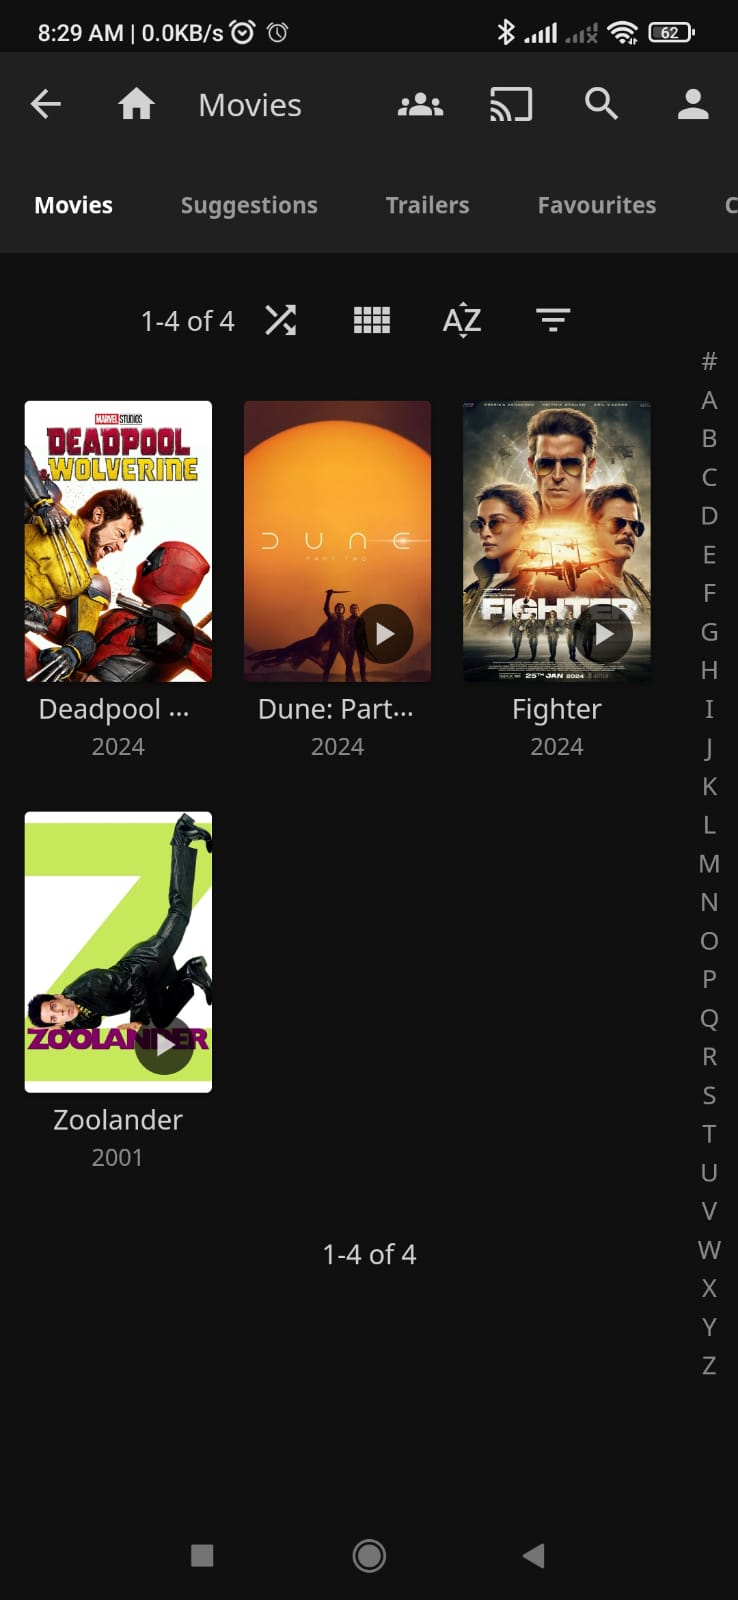 8:29 AM | 0.0KB/s
62
Movies
Movies Suggestions Trailers Favourites C
1-4 of 4 AZ
#
A
B
C
D
E
F
G
H
I
J
K
L
M
N
O
P
Q
R
S
T
U
V
W
X
Y
Z
MARVEL STUDIOS
DEADPOOL
& WOLVERINE
DUNE
PART TWO
FIGHTER
25TH JAN 2024
Deadpool ... Dune: Part... Fighter
2024 2024 2024
ZOOLANDER
Zoolander
2001
1-4 of 4